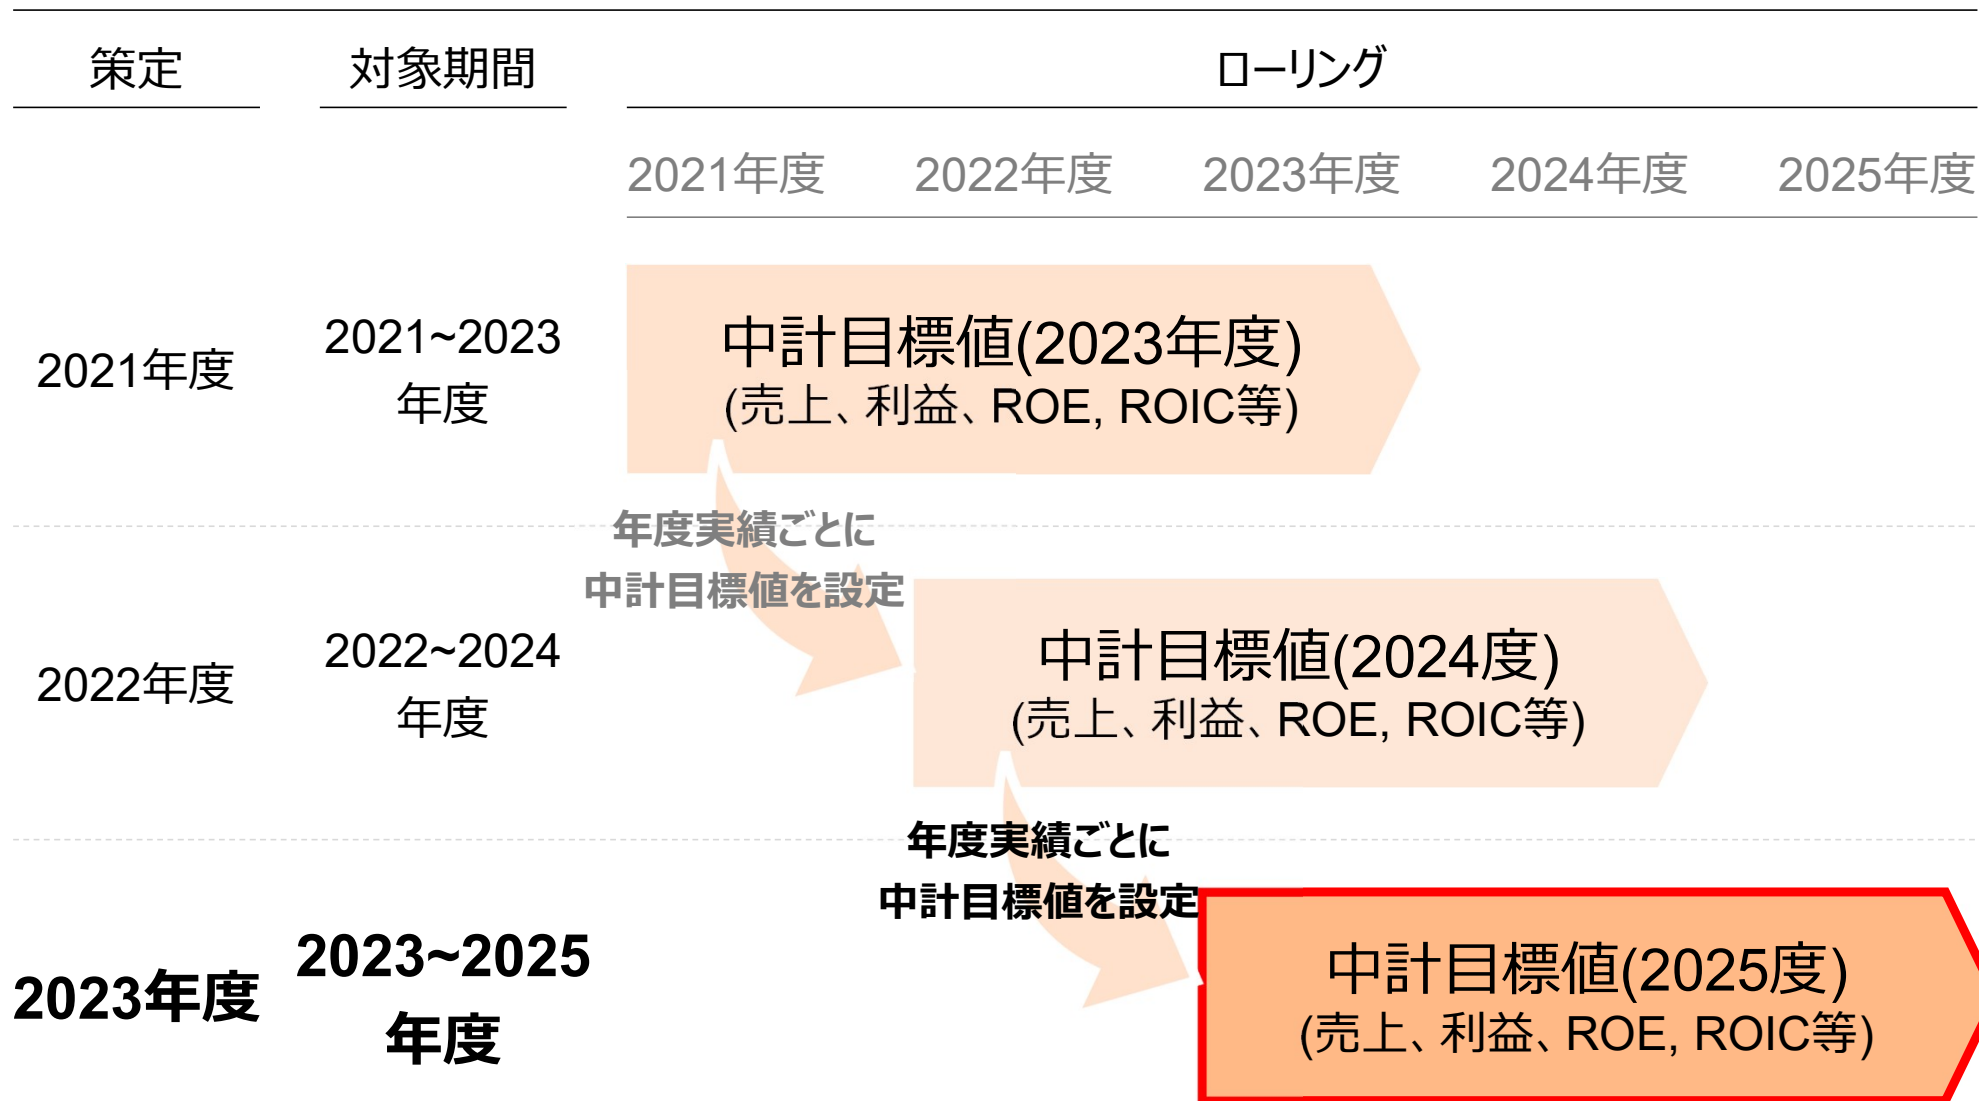 策定
対象期間
ローリング
2021年度
2022年度
2023年度
2024年度
2025年度
2021年度
2021~2023
年度
中計目標値(2023年度)
(売上、利益、ROE, ROIC等)
年度実績ごとに
中計目標値を設定
2022年度
2022~2024
年度
中計目標値(2024度)
(売上、利益、ROE, ROIC等)
年度実績ごとに
中計目標値を設定
2023年度
2023~2025
年度
中計目標値(2025度)
(売上、利益、ROE, ROIC等)